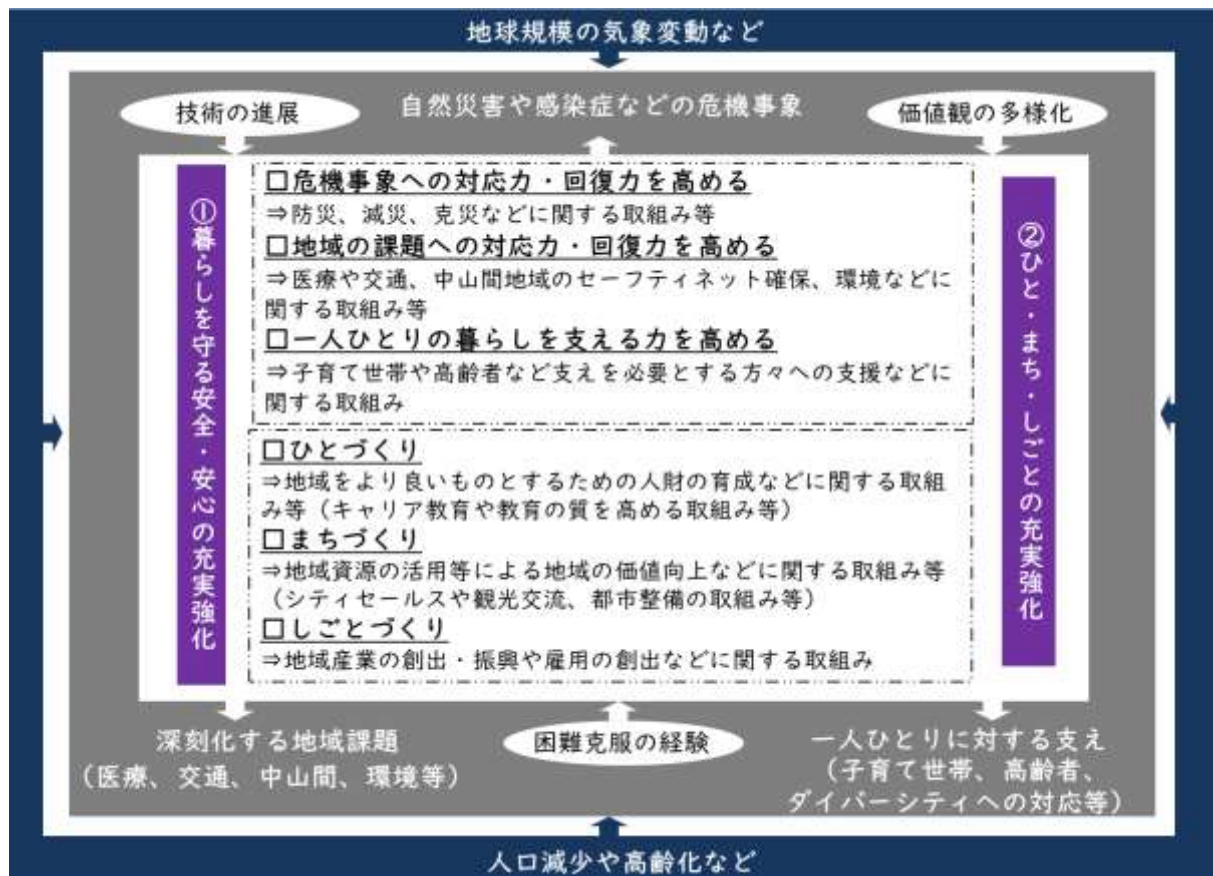 地球規模の気象変動など
技術の進展
自然災害や感染症などの危機事象
価値観の多様化
①暮らしを守る安全・安心の充実強化
□危機事象への対応力・回復力を高める
⇒防災、減災、克災などに関する取組み等
□地域の課題への対応力・回復力を高める
⇒医療や交通、中山間地域のセーフティネット確保、環境などに
関する取組み等
□一人ひとりの暮らしを支える力を高める
⇒子育て世帯や高齢者など支えを必要とする方々への支援などに
関する取組み
□ひとづくり
⇒地域をより良いものとするための人財の育成などに関する取組
み等（キャリア教育や教育の質を高める取組み等）
□まちづくり
⇒地域資源の活用等による地域の価値向上などに関する取組み等
（シティセールスや観光交流、都市整備の取組み等）
□しごとづくり
⇒地域産業の創出・振興や雇用の創出などに関する取組み
②ひと・まち・しごとの充実強化
深刻化する地域課題
（医療、交通、中山間、環境等）
困難克服の経験
一人ひとりに対する支え
（子育て世帯、高齢者、
ダイバーシティへの対応等）
人口減少や高齢化など